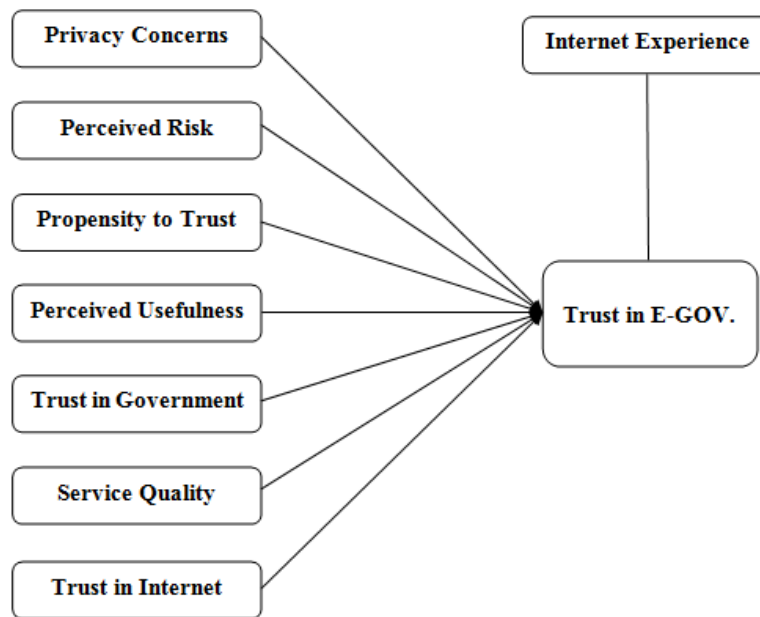 Privacy Concerns
Internet Experience
Perceived Risk
Propensity to Trust
Perceived Usefulness
Trust in E-GOV.
Trust in Government
Service Quality
Trust in Internet